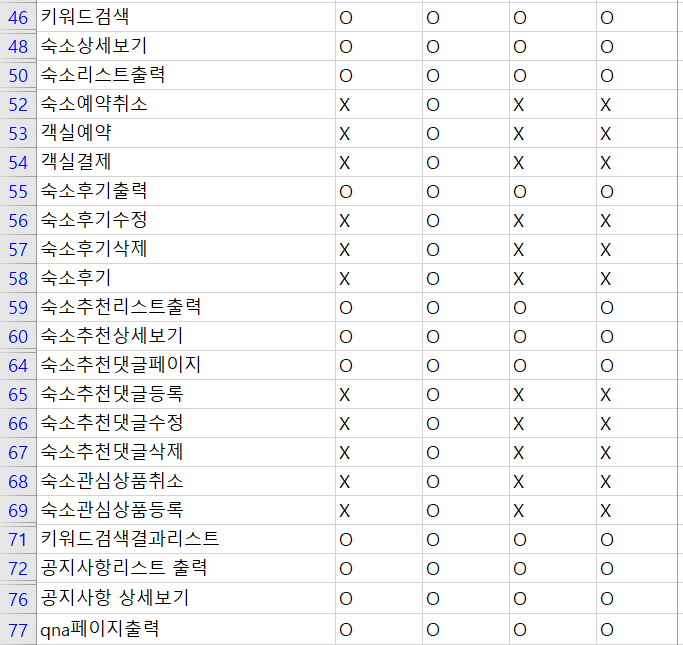 46 키워드검색 O O O O
48 숙소상세보기 O O O O
50 숙소리스트출력 O O O O
52 숙소예약취소 X O X X
53 객실예약 X O X X
54 객실결제 X O X X
55 숙소후기출력 O O O O
56 숙소후기수정 X O X X
57 숙소후기삭제 X O X X
58 숙소후기 X O X X
59 숙소추천리스트출력 O O O O
60 숙소추천상세보기 O O O O
64 숙소추천댓글페이지 O O O O
65 숙소추천댓글등록 X O X X
66 숙소추천댓글수정 X O X X
67 숙소추천댓글삭제 X O X X
68 숙소관심상품취소 X O X X
69 숙소관심상품등록 X O X X
71 키워드검색결과리스트 O O O O
72 공지사항리스트 출력 O O O O
76 공지사항 상세보기 O O O O
77 qna페이지출력 O O O O